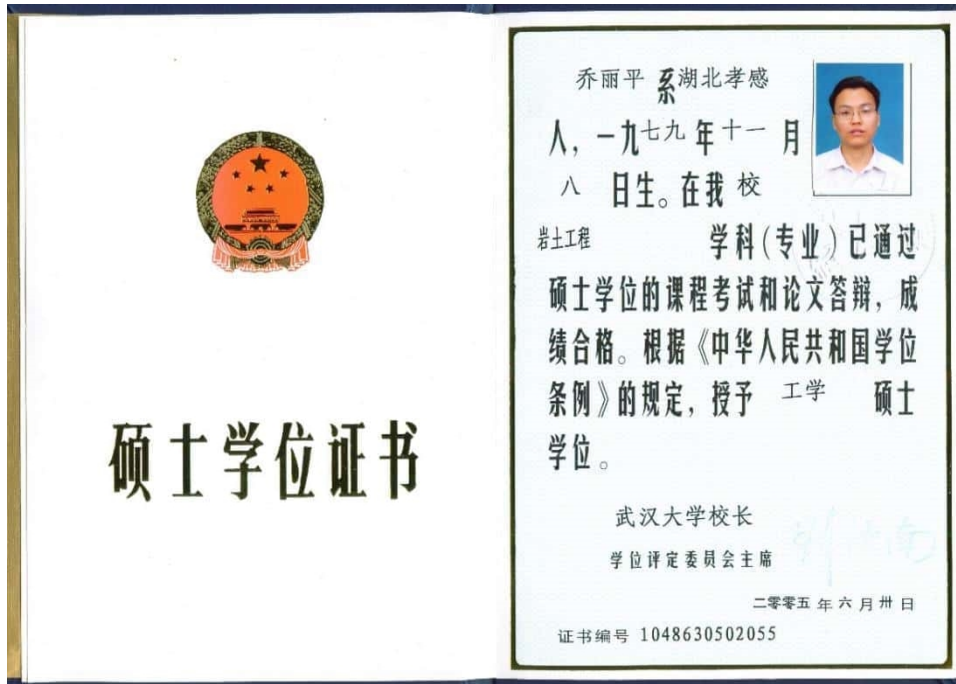 硕士学位证书
乔丽平 系 湖北孝感
人，一九七九年十一月
八 日生。在我 校
岩土工程 学科(专业)已通过
硕士学位的课程考试和论文答辩，成
绩合格。根据《中华人民共和国学位
条例》的规定，授予 工学 硕士
学位。
武汉大学校长
学位评定委员会主席
二零零五 年 六 月 卅 日
证书编号 1048630502055